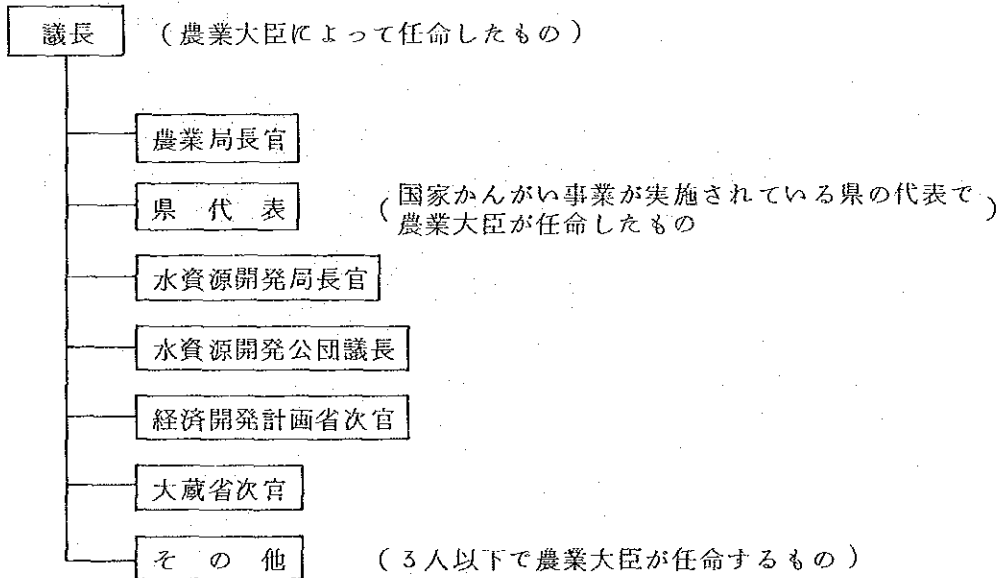 議長 (農業大臣によって任命したもの)
農業局長官
県代表 (国家かんがい事業が実施されている県の代表で
農業大臣が任命したもの)
水資源開発局長官
水資源開発公団議長
経済開発計画省次官
大蔵省次官
その他 (3人以下で農業大臣が任命するもの)